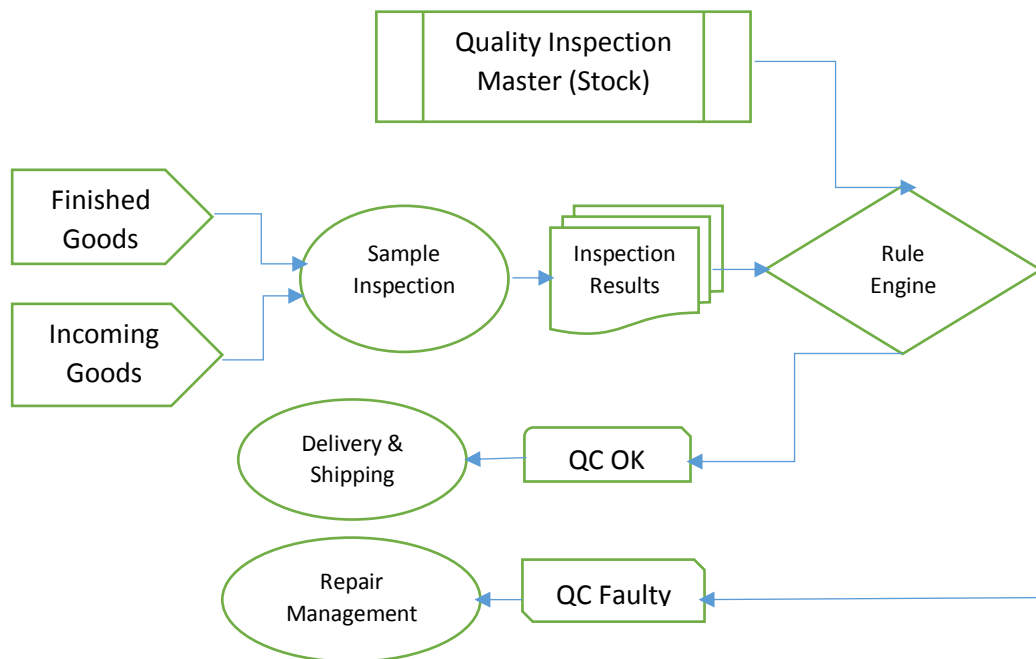 Quality Inspection
Master (Stock)
Finished
Goods
Sample
Inspection
Inspection
Results
Rule
Engine
Incoming
Goods
Delivery &
Shipping
QC OK
Repair
Management
QC Faulty